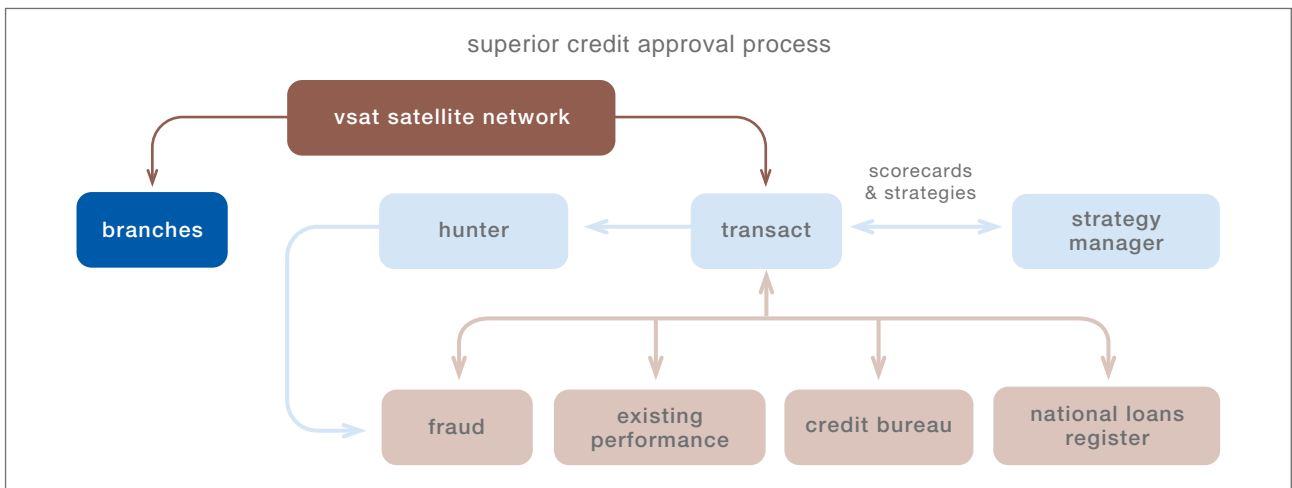 superior credit approval process
vsat satellite network
scorecards
& strategies
branches
hunter
transact
strategy
manager
fraud
existing
performance
credit bureau
national loans
register